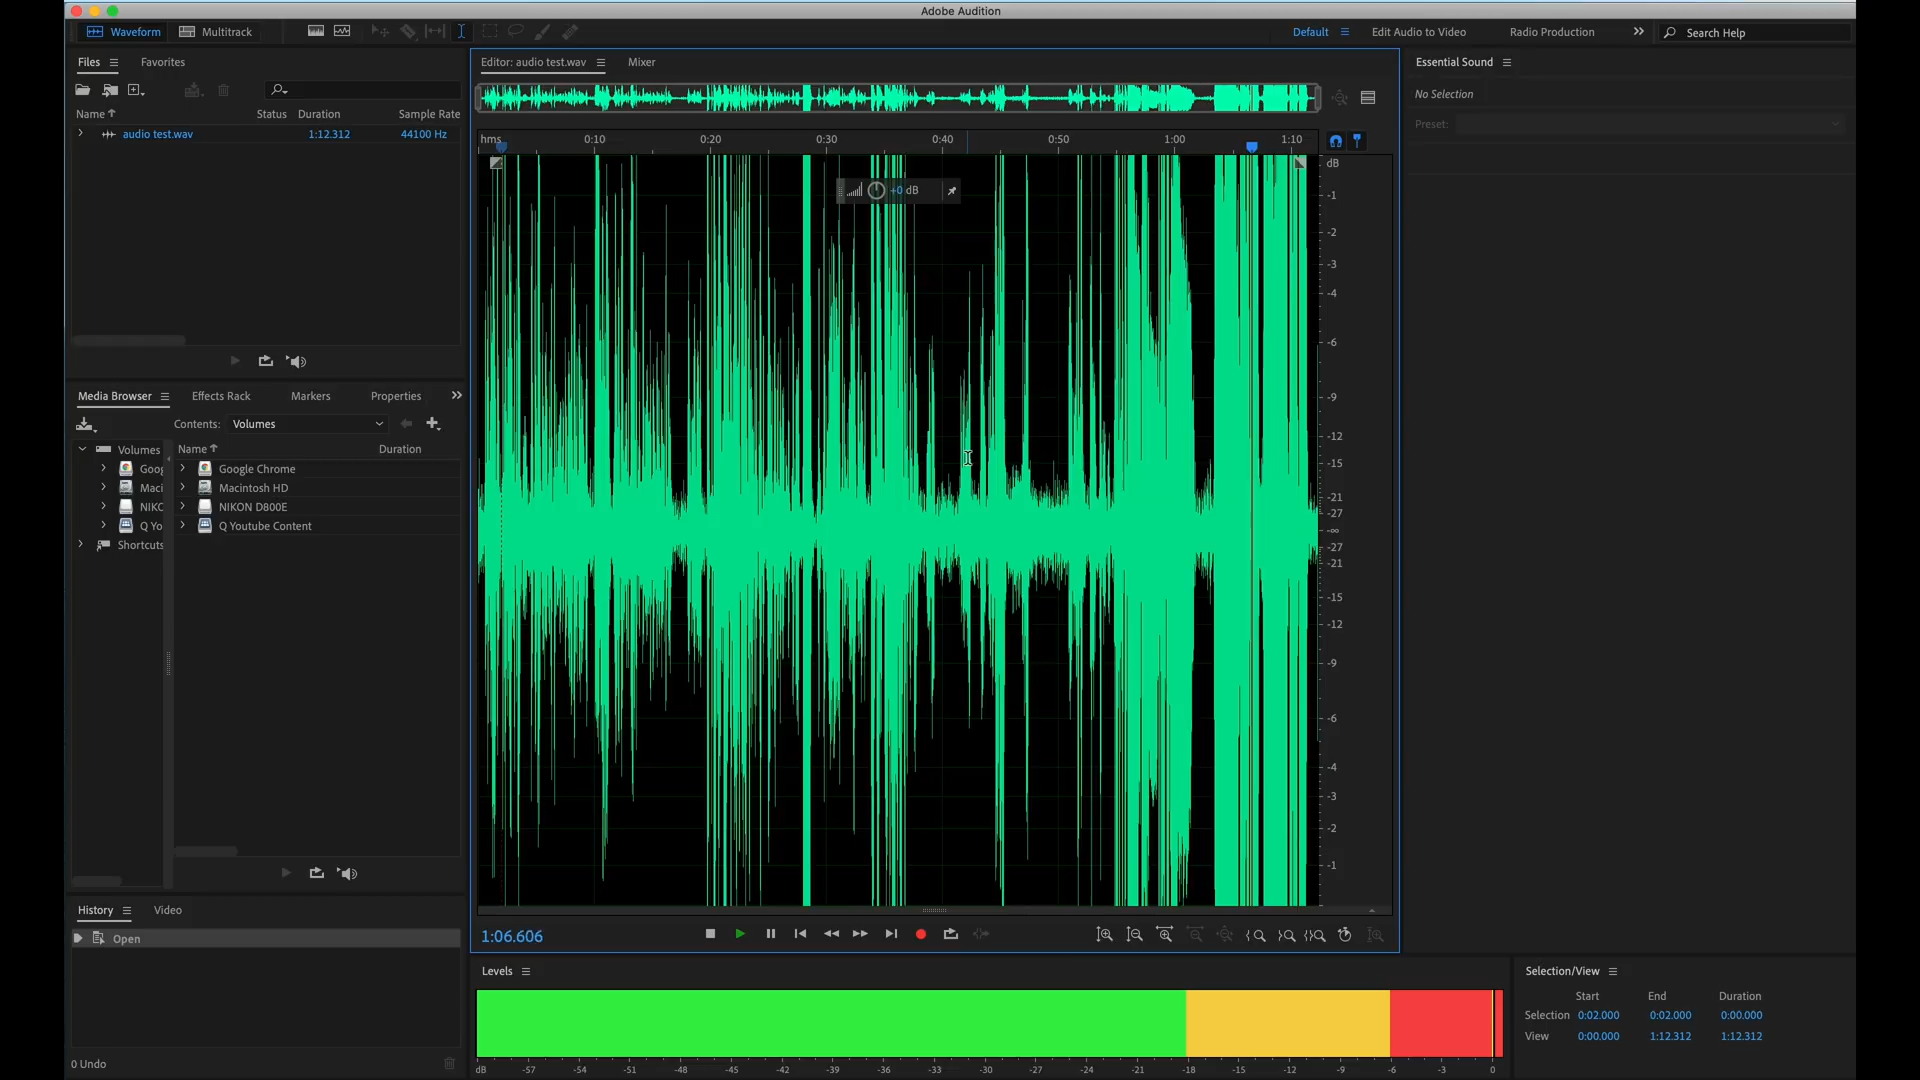 Adobe Audition
Waveform Multitrack Default Edit Audio to Video Radio Production Search Help
Files Favorites
Name Status Duration Sample Rate
audio test.wav 1:12.312 44100 Hz
Media Browser Effects Rack Markers Properties
Contents: Volumes
Volumes Name Duration
Goog Google Chrome
Maci Macintosh HD
NIKC NIKON D800E
Q Yo Q Youtube Content
Shortcuts
History Video
Open
0 Undo
Editor: audio test.wav Mixer
hms 0:10 0:20 0:30 0:40 0:50 1:00 1:10
+0 dB
dB
-1
-2
-3
-4
-6
-9
-12
-15
-21
-27
-∞
-27
-21
-15
-12
-9
-6
-4
-3
-2
-1
1:06.606
Levels
dB -57 -54 -51 -48 -45 -42 -39 -36 -33 -30 -27 -24 -21 -18 -15 -12 -9 -6 -3 0
Essential Sound
No Selection
Preset:
Selection/View
Start End Duration
Selection 0:02.000 0:02.000 0:00.000
View 0:00.000 1:12.312 1:12.312